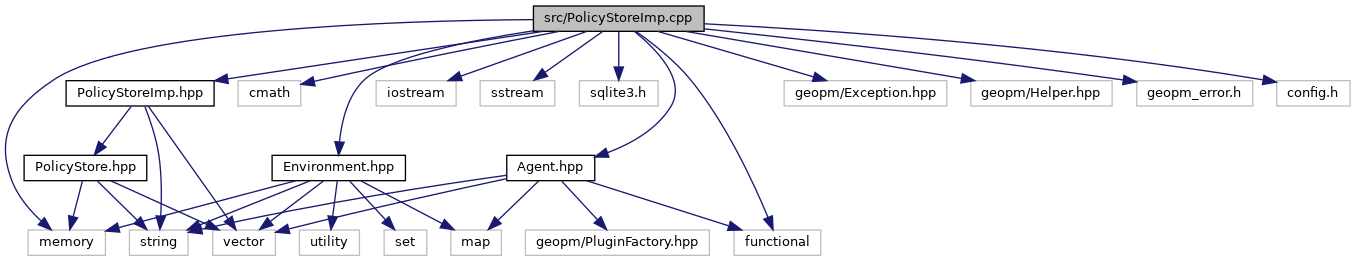 src/PolicyStoreImp.cpp
PolicyStoreImp.hpp
cmath
iostream
sstream
sqlite3.h
geopm/Exception.hpp
geopm/Helper.hpp
geopm_error.h
config.h
PolicyStore.hpp
Environment.hpp
Agent.hpp
memory
string
vector
utility
set
map
geopm/PluginFactory.hpp
functional